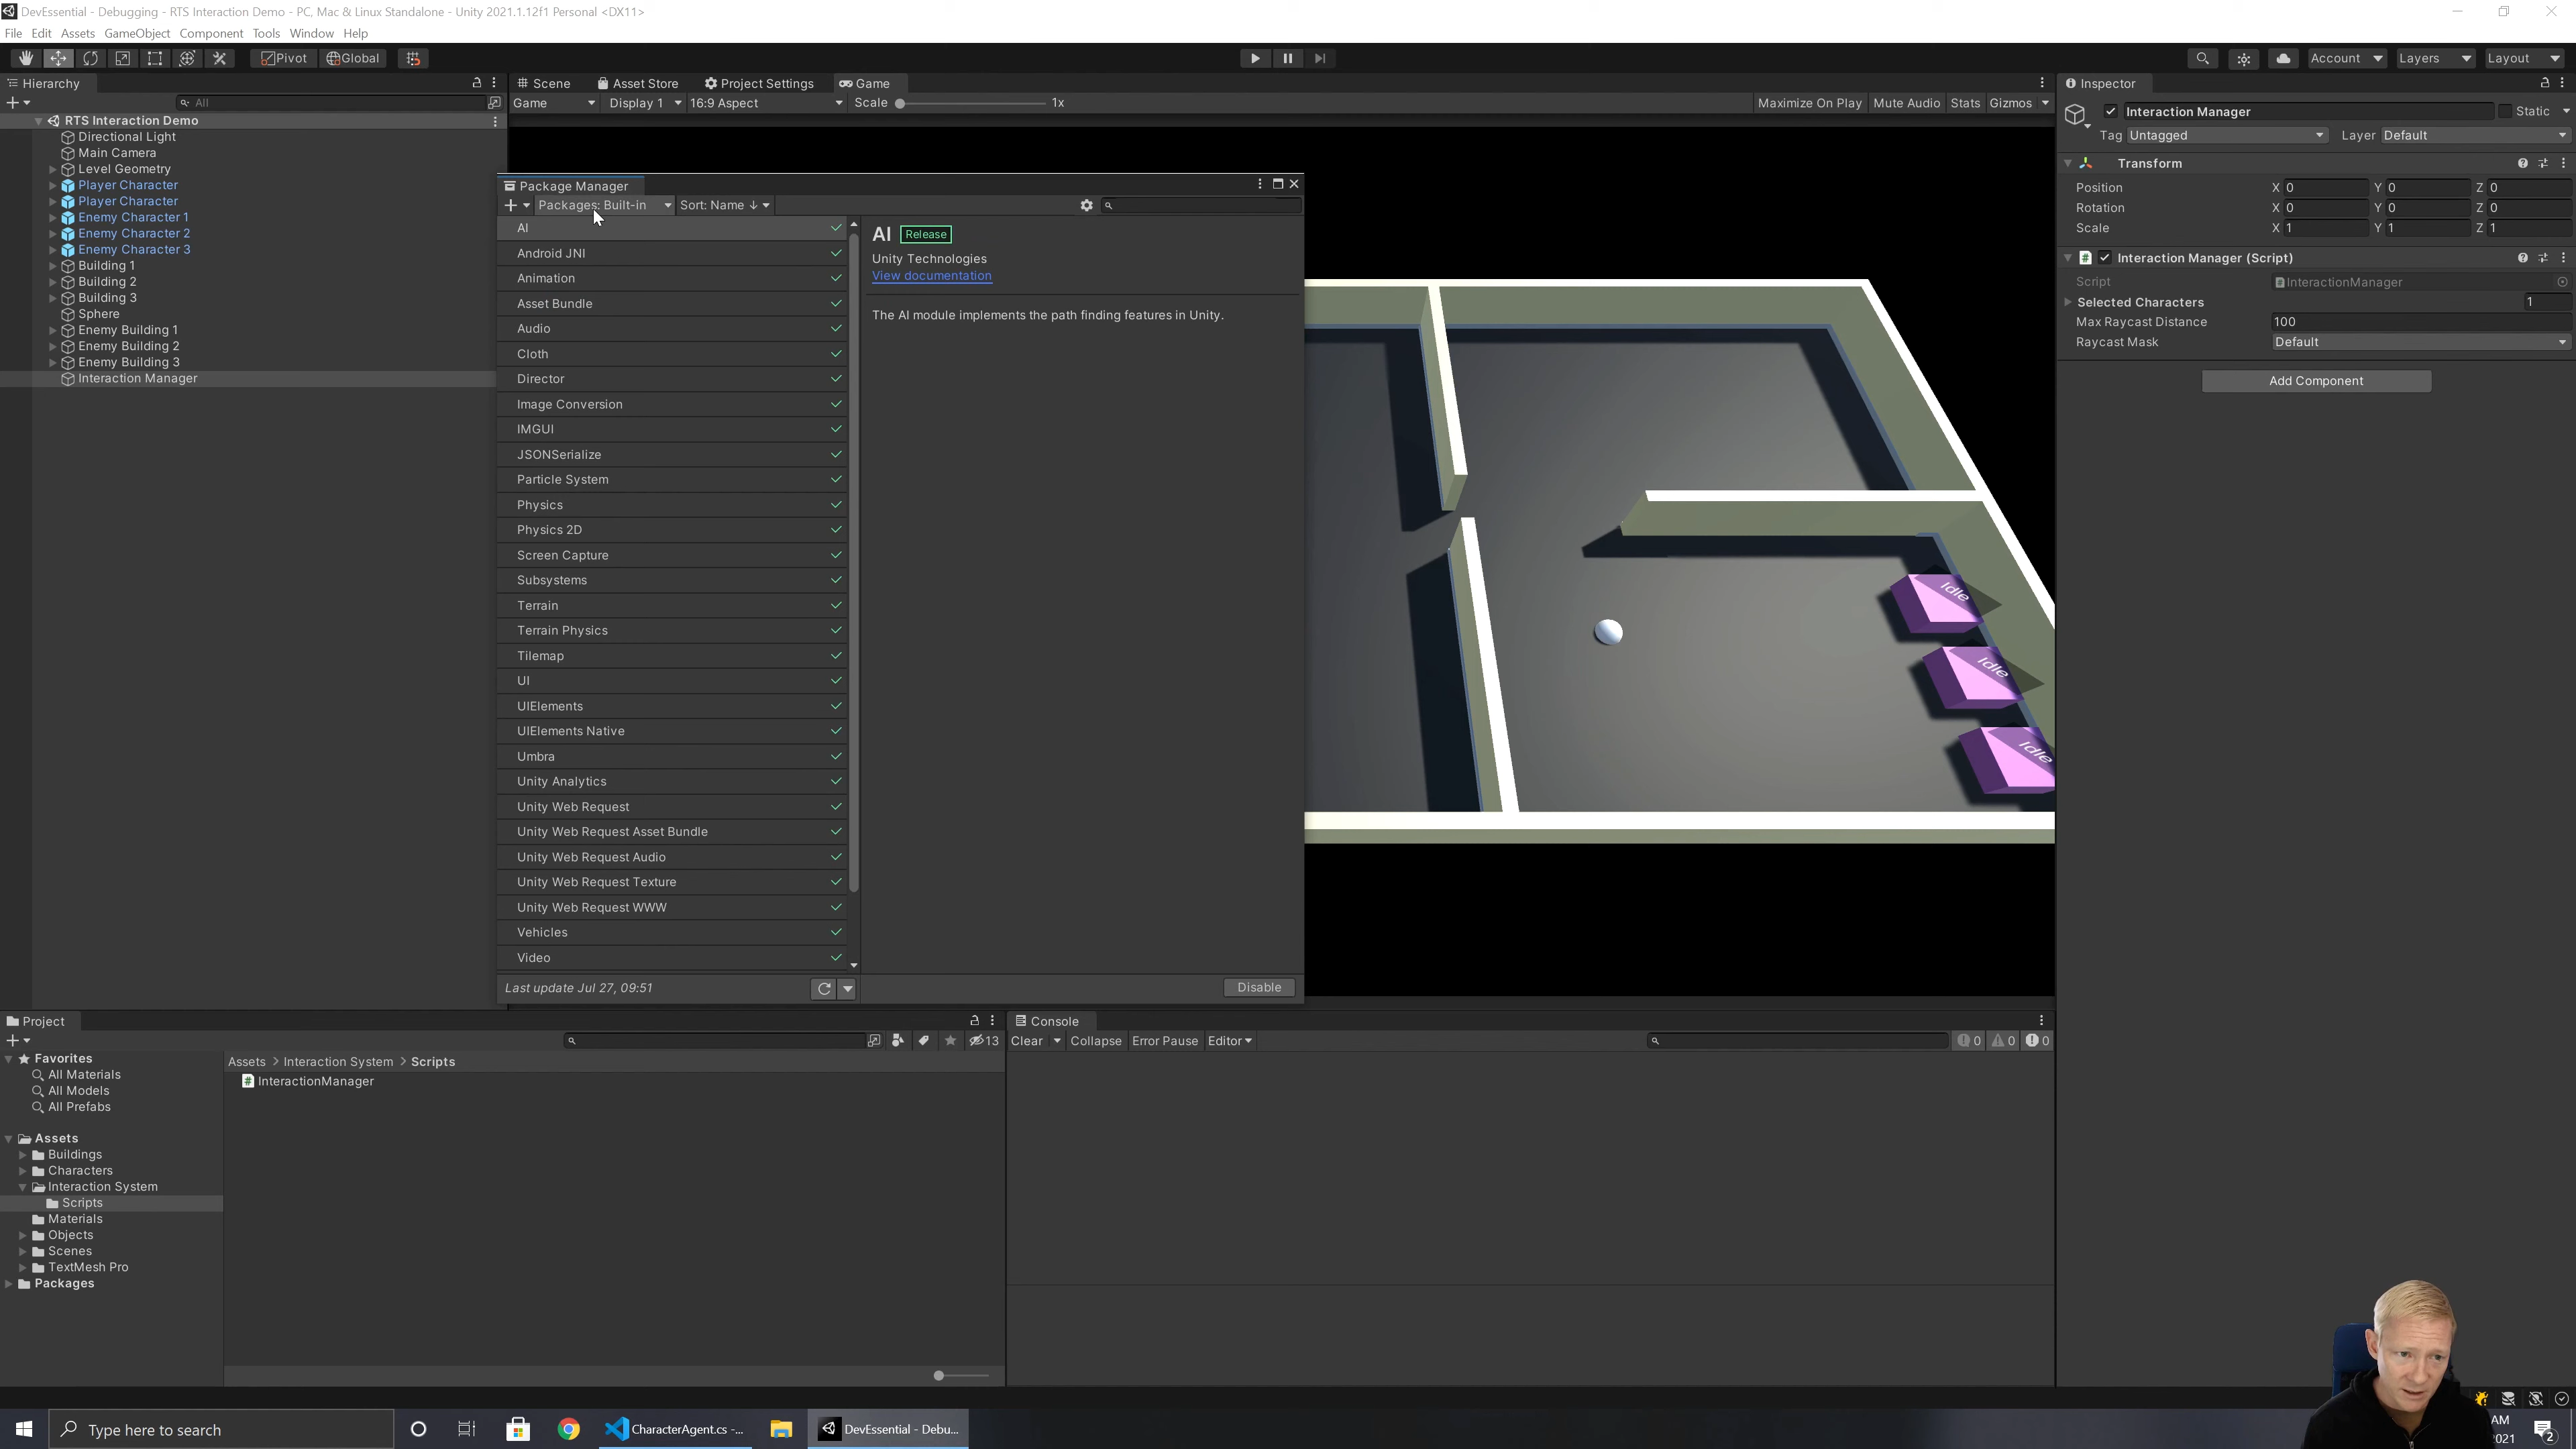 DevEssential - Debugging - RTS Interaction Demo - PC, Mac & Linux Standalone - Unity 2021.1.12f1 Personal <DX11>
File Edit Assets GameObject Component Tools Window Help
Pivot Global Account Layers Layout
Hierarchy
All
RTS Interaction Demo
Directional Light
Main Camera
Level Geometry
Player Character
Player Character
Enemy Character 1
Enemy Character 2
Enemy Character 3
Building 1
Building 2
Building 3
Sphere
Enemy Building 1
Enemy Building 2
Enemy Building 3
Interaction Manager
Scene Asset Store Project Settings Game
Game Display 1 16:9 Aspect Scale 1x Maximize On Play Mute Audio Stats Gizmos
Package Manager
Packages: Built-in Sort: Name ↓
AI
Android JNI
Animation
Asset Bundle
Audio
Cloth
Director
Image Conversion
IMGUI
JSONSerialize
Particle System
Physics
Physics 2D
Screen Capture
Subsystems
Terrain
Terrain Physics
Tilemap
UI
UIElements
UIElements Native
Umbra
Unity Analytics
Unity Web Request
Unity Web Request Asset Bundle
Unity Web Request Audio
Unity Web Request Texture
Unity Web Request WWW
Vehicles
Video
Last update Jul 27, 09:51
AI Release
Unity Technologies
View documentation
The AI module implements the path finding features in Unity.
Disable
Idle
Idle
Idle
Inspector
Interaction Manager Static
Tag Untagged Layer Default
Transform
Position X 0 Y 0 Z 0
Rotation X 0 Y 0 Z 0
Scale X 1 Y 1 Z 1
Interaction Manager (Script)
Script InteractionManager
Selected Characters 1
Max Raycast Distance 100
Raycast Mask Default
Add Component
Project
13
Favorites
All Materials
All Models
All Prefabs
Assets
Buildings
Characters
Interaction System
Scripts
Materials
Objects
Scenes
TextMesh Pro
Packages
Assets > Interaction System > Scripts
InteractionManager
Console
Clear Collapse Error Pause Editor 0 0 0
Type here to search
CharacterAgent.cs -...
DevEssential - Debu...
AM
2021
2